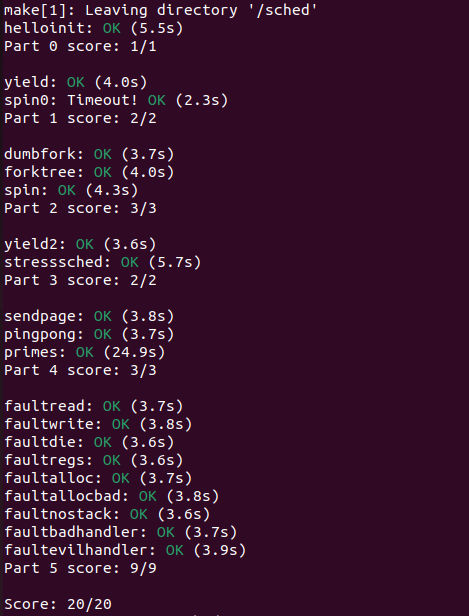 make[1]: Leaving directory '/sched'
helloinit: OK (5.5s)
Part 0 score: 1/1
yield: OK (4.0s)
spin0: Timeout! OK (2.3s)
Part 1 score: 2/2
dumbfork: OK (3.7s)
forktree: OK (4.0s)
spin: OK (4.3s)
Part 2 score: 3/3
yield2: OK (3.6s)
stresssched: OK (5.7s)
Part 3 score: 2/2
sendpage: OK (3.8s)
pingpong: OK (3.7s)
primes: OK (24.9s)
Part 4 score: 3/3
faultread: OK (3.7s)
faultwrite: OK (3.8s)
faultdie: OK (3.6s)
faultregs: OK (3.6s)
faultalloc: OK (3.7s)
faultallocbad: OK (3.8s)
faultnostack: OK (3.6s)
faultbadhandler: OK (3.7s)
faultevilhandler: OK (3.9s)
Part 5 score: 9/9
Score: 20/20